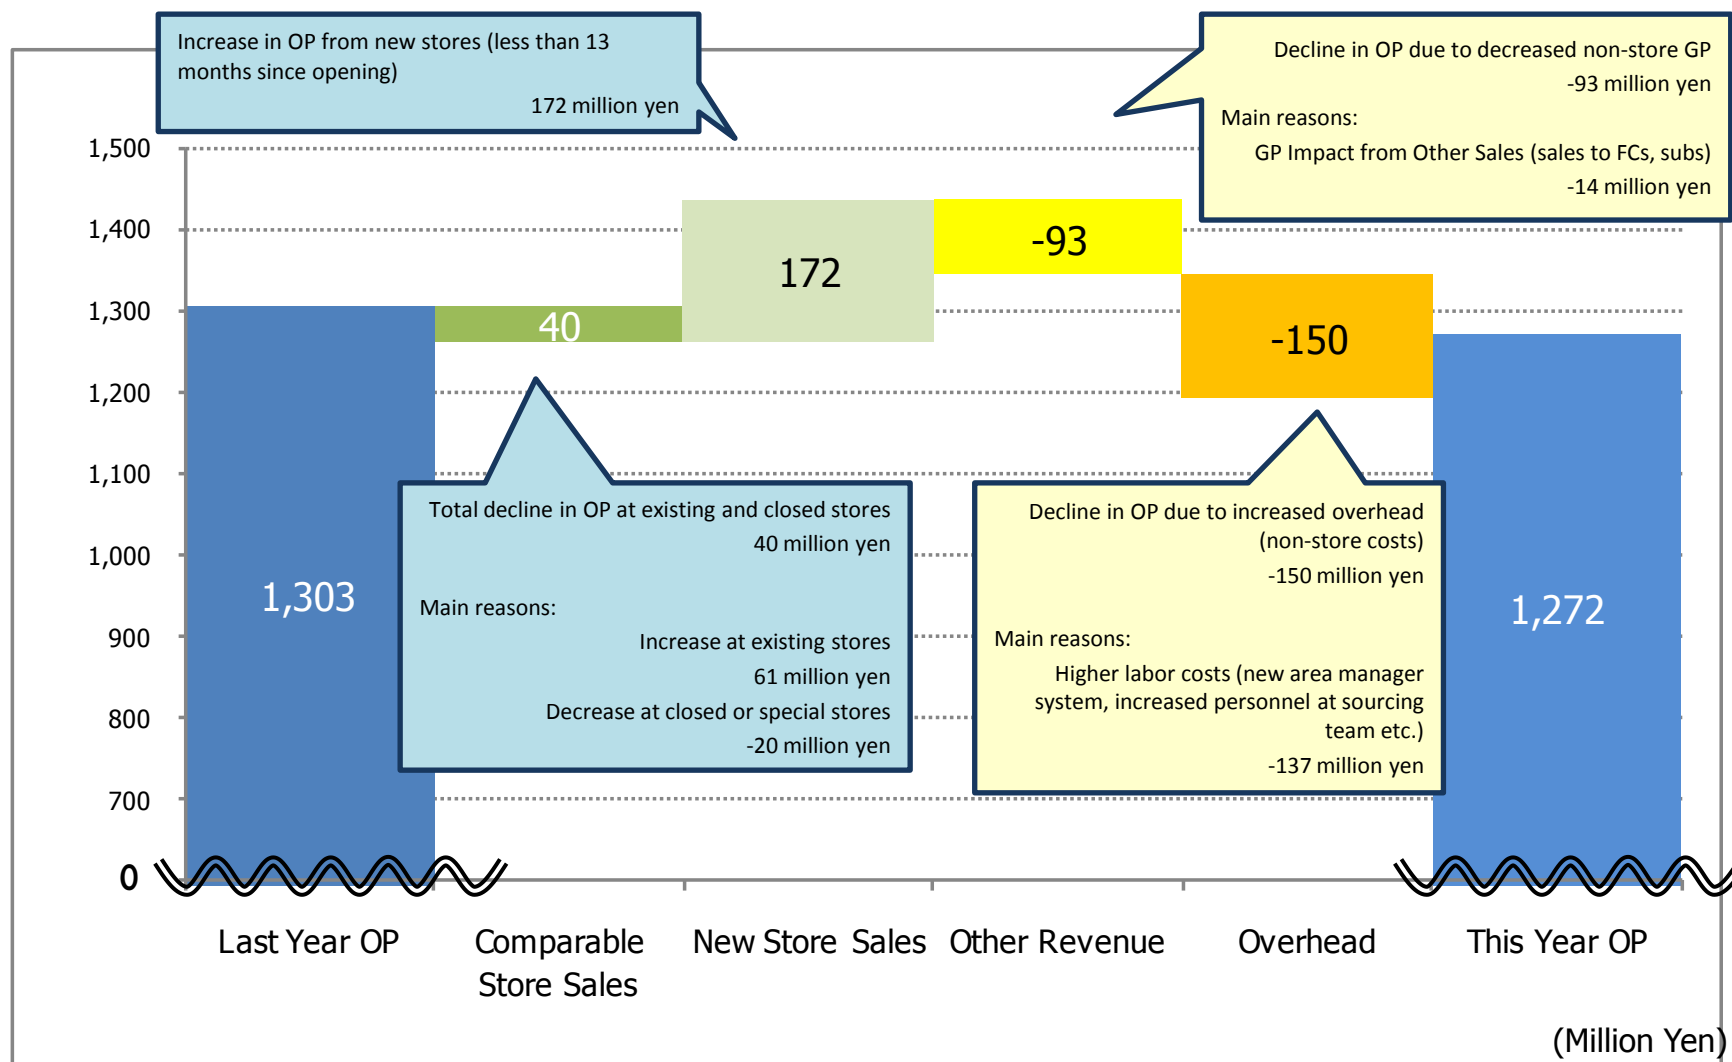 Increase in OP from new stores (less than 13
months since opening)
172 million yen
Decline in OP due to decreased non-store GP
-93 million yen
Main reasons:
GP Impact from Other Sales (sales to FCs, subs)
-14 million yen
1,500
1,400
1,300
1,200
1,100
1,000
900
800
700
0
1,303
40
172
-93
-150
1,272
Total decline in OP at existing and closed stores
40 million yen
Main reasons:
Increase at existing stores
61 million yen
Decrease at closed or special stores
-20 million yen
Decline in OP due to increased overhead
(non-store costs)
-150 million yen
Main reasons:
Higher labor costs (new area manager
system, increased personnel at sourcing
team etc.)
-137 million yen
Last Year OP
Comparable
Store Sales
New Store Sales
Other Revenue
Overhead
This Year OP
(Million Yen)